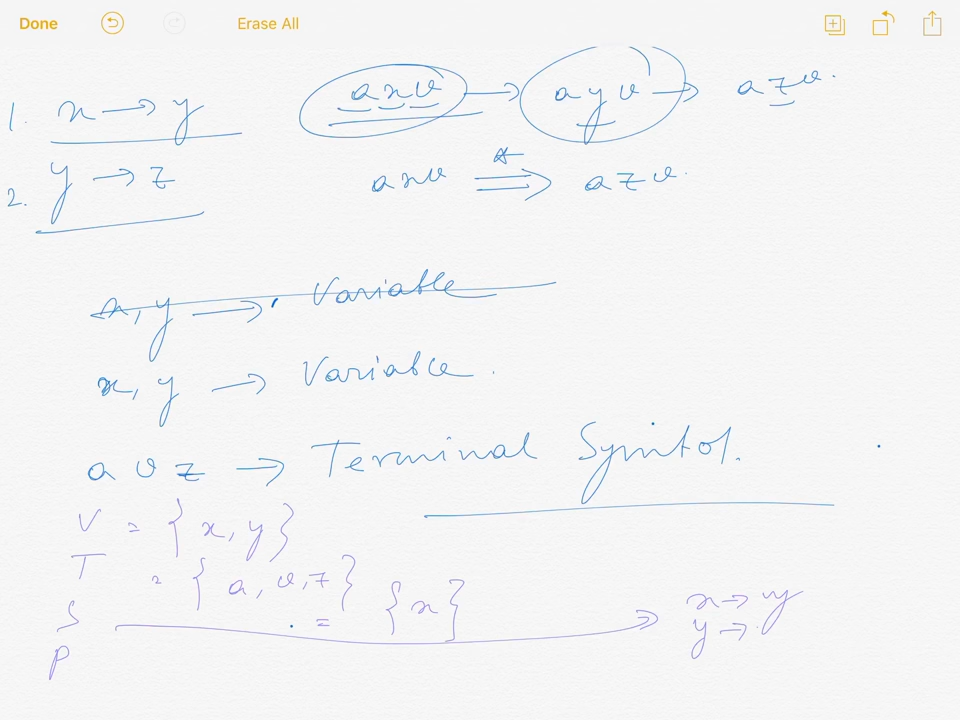 Done Erase All
1. x → y axv → ayv → azv.
2. y → z axv ⇒* azv.
x, y → Variable
x, y → Variable.
a v z → Terminal Symbol.
V = {x, y}
T = {a, v, z}
S = {x}
P → x → y
y → .